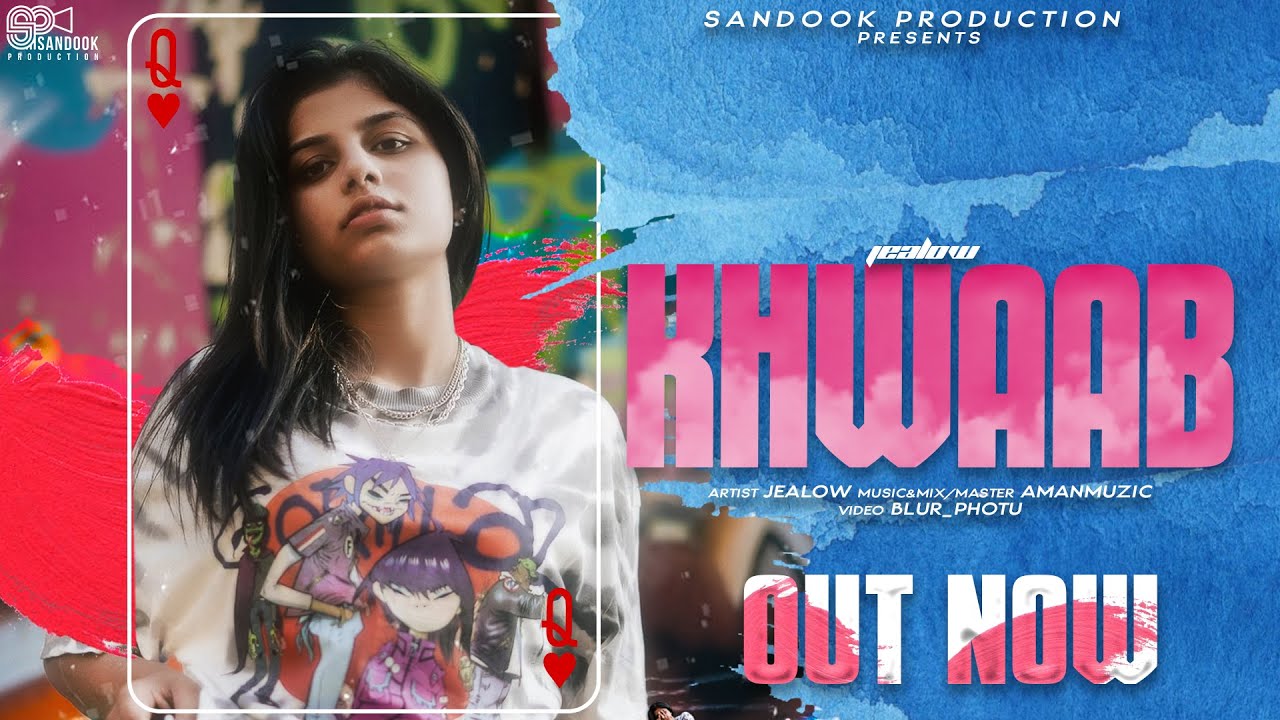 SANDOOK
PRODUCTION
Q
SANDOOK PRODUCTION
PRESENTS
JEALOW
KHWAAB
ARTIST JEALOW MUSIC&MIX/MASTER AMANMUZIC
VIDEO BLUR_PHOTU
OUT NOW
Q